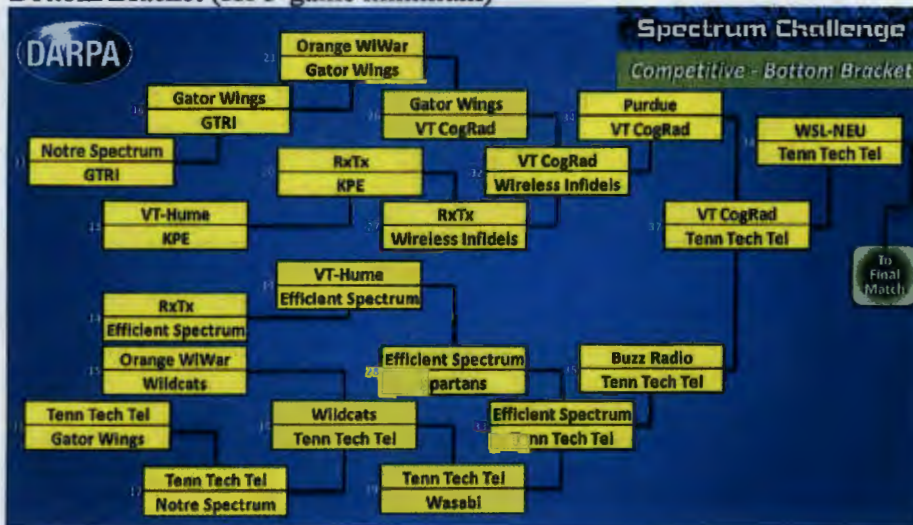 DARPA
Spectrum Challenge
Competitive - Bottom Bracket
21
Orange WiWar
Gator Wings
Gator Wings
GTRI
Notre Spectrum
GTRI
Gator Wings
VT CogRad
Purdue
VT CogRad
WSL-NEU
Tenn Tech Tel
RxTx
KPE
VT CogRad
Wireless Infidels
VT-Hume
KPE
RxTx
Wireless Infidels
37
VT CogRad
Tenn Tech Tel
To
Final
Match
VT-Hume
Efficient Spectrum
RxTx
Efficient Spectrum
Orange WiWar
Wildcats
Efficient Spectrum
partans
Buzz Radio
Tenn Tech Tel
Tenn Tech Tel
Gator Wings
Wildcats
Tenn Tech Tel
Efficient Spectrum
Tenn Tech Tel
Tenn Tech Tel
Notre Spectrum
Tenn Tech Tel
Wasabi